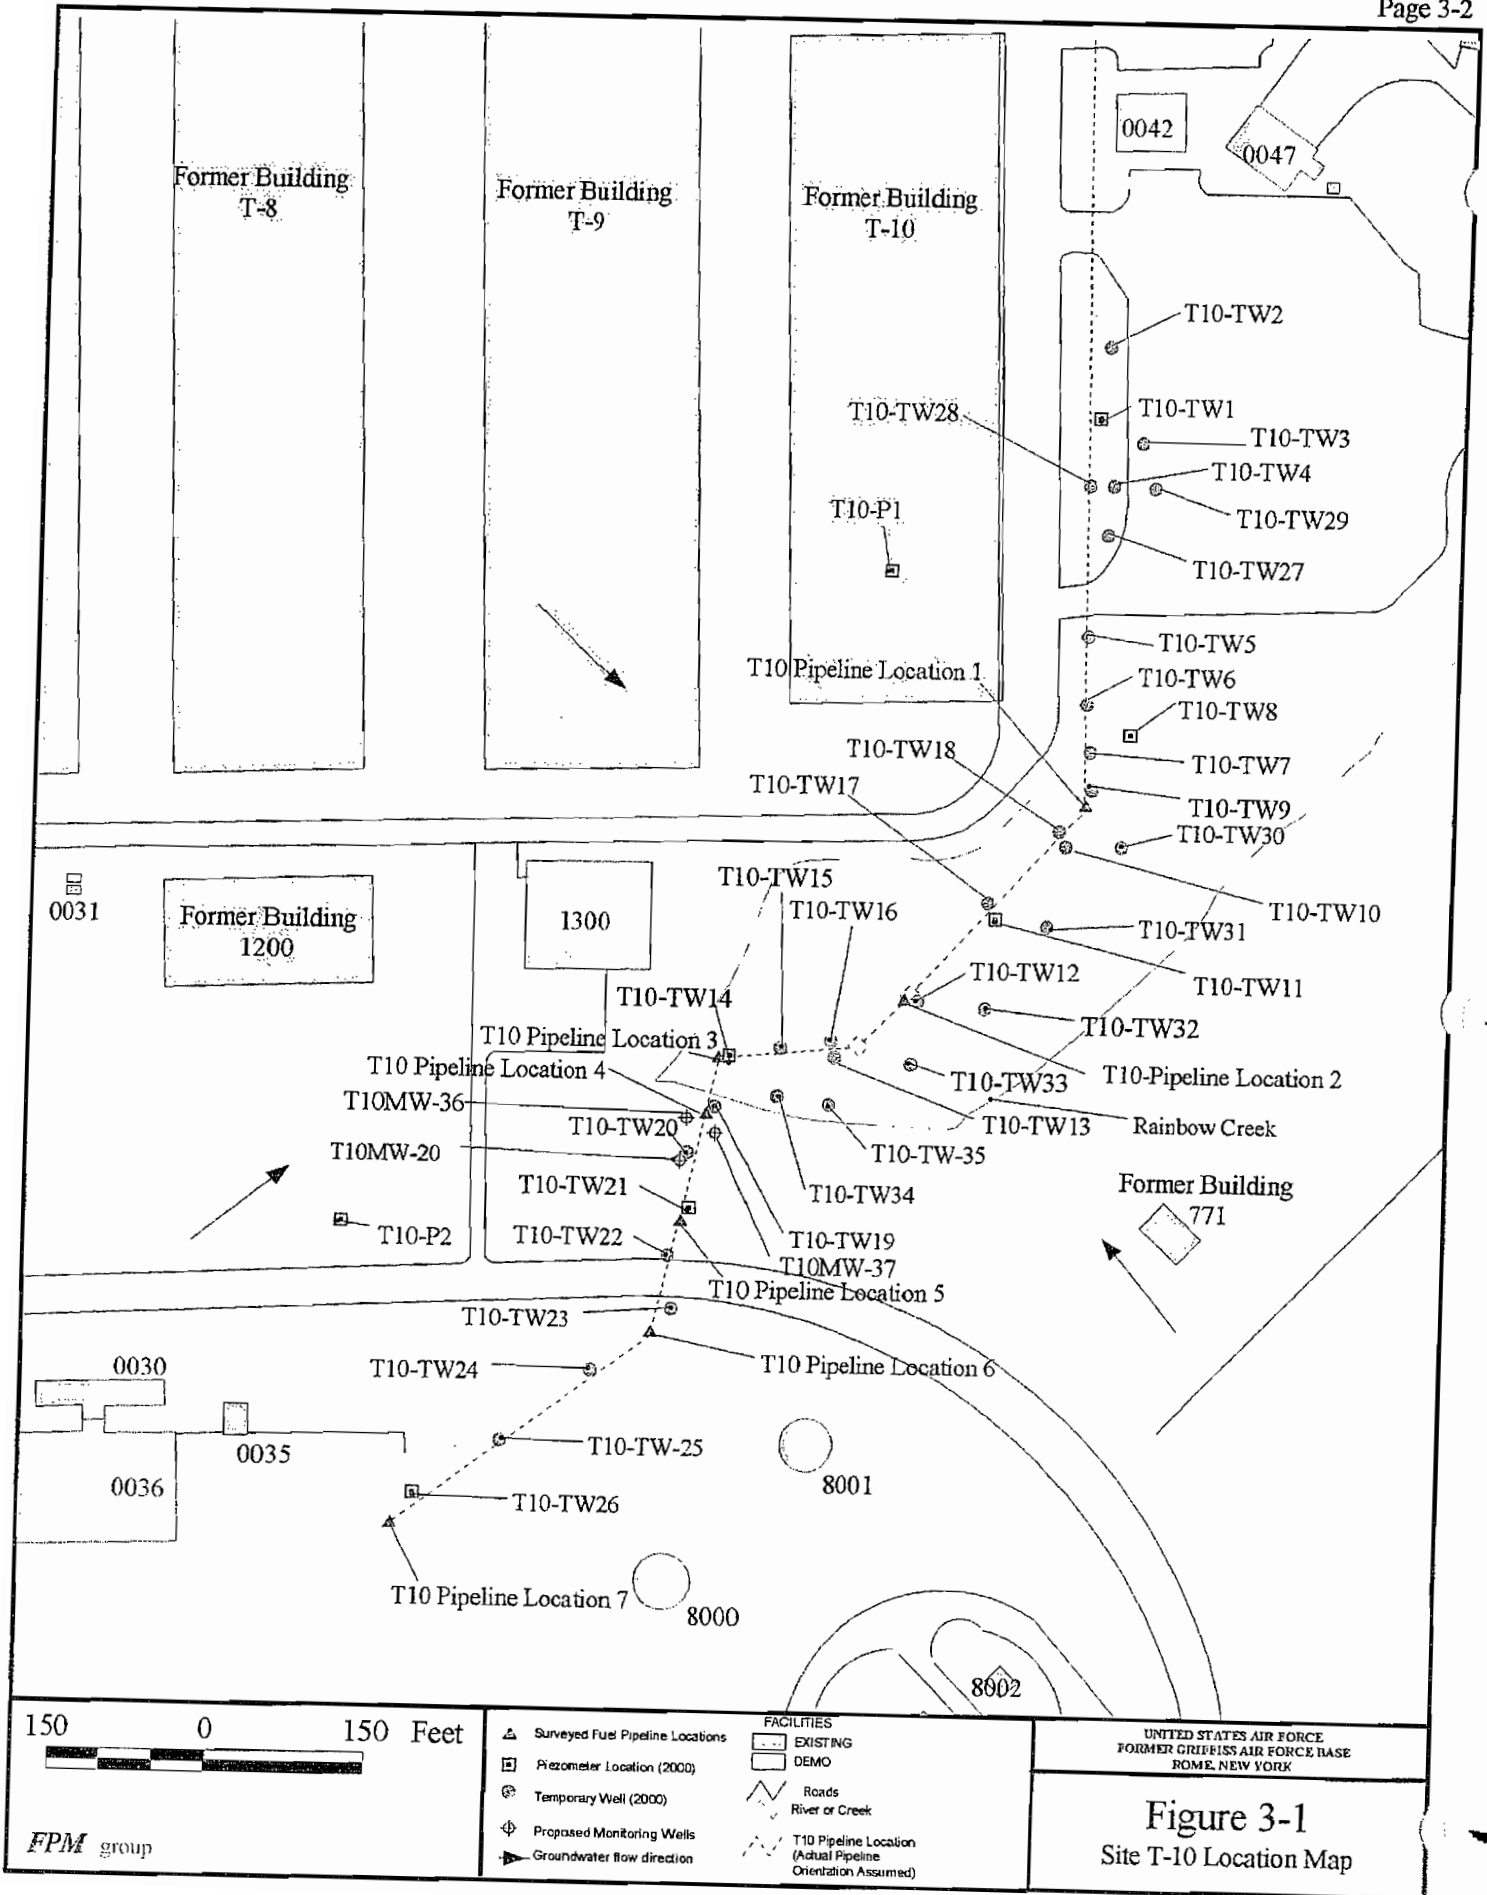 Page 3-2
0042
0047
Former Building
T-8
Former Building
T-9
Former Building
T-10
T10-TW2
T10-TW28
T10-TW1
T10-TW3
T10-TW4
T10-P1
T10-TW29
T10-TW27
T10-TW5
T10 Pipeline Location 1
T10-TW6
T10-TW8
T10-TW18
T10-TW7
T10-TW17
T10-TW9
T10-TW30
T10-TW15
0031
Former Building
1200
1300
T10-TW16
T10-TW10
T10-TW31
T10-TW12
T10-TW14
T10-TW11
T10-TW32
T10 Pipeline Location 3
T10 Pipeline Location 4
T10-TW33
T10-Pipeline Location 2
T10MW-36
T10-TW20
T10-TW13
Rainbow Creek
T10MW-20
T10-TW-35
T10-TW21
T10-TW34
Former Building
771
T10-P2
T10-TW22
T10-TW19
T10MW-37
T10 Pipeline Location 5
T10-TW23
0030
T10-TW24
T10 Pipeline Location 6
0035
T10-TW-25
0036
8001
T10-TW26
T10 Pipeline Location 7
8000
8002
150 0 150 Feet
FPM group
Surveyed Fuel Pipeline Locations
Piezometer Location (2000)
Temporary Well (2000)
Proposed Monitoring Wells
Groundwater flow direction
FACILITIES
EXISTING
DEMO
Roads
River or Creek
T10 Pipeline Location
(Actual Pipeline
Orientation Assumed)
UNITED STATES AIR FORCE
FORMER GRIFFISS AIR FORCE BASE
ROME, NEW YORK
Figure 3-1
Site T-10 Location Map